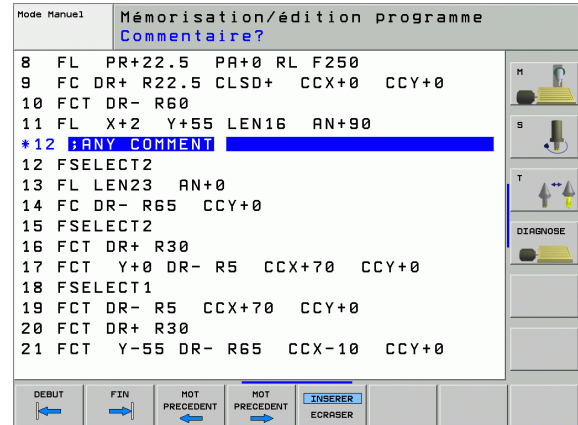 Mode Manuel
Mémorisation/édition programme
Commentaire?
8 FL PR+22.5 PA+0 RL F250
9 FC DR+ R22.5 CLSD+ CCX+0 CCY+0
10 FCT DR- R60
11 FL X+2 Y+55 LEN16 AN+90
*12 ;ANY COMMENT
12 FSELECT2
13 FL LEN23 AN+0
14 FC DR- R65 CCY+0
15 FSELECT2
16 FCT DR+ R30
17 FCT Y+0 DR- R5 CCX+70 CCY+0
18 FSELECT1
19 FCT DR- R5 CCX+70 CCY+0
20 FCT DR+ R30
21 FCT Y-55 DR- R65 CCX-10 CCY+0
M
S
T
DIAGNOSE
DEBUT
FIN
MOT
PRECEDENT
MOT
PRECEDENT
INSERER
ECRASER